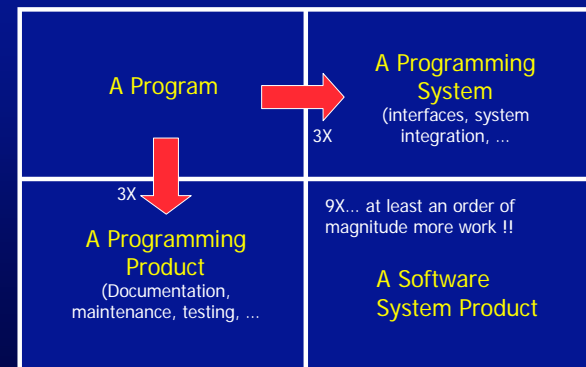 A Program
A Programming
System
(interfaces, system
integration, ...
3X
3X
A Programming
Product
(Documentation,
maintenance, testing, ...
9X... at least an order of
magnitude more work !!
A Software
System Product